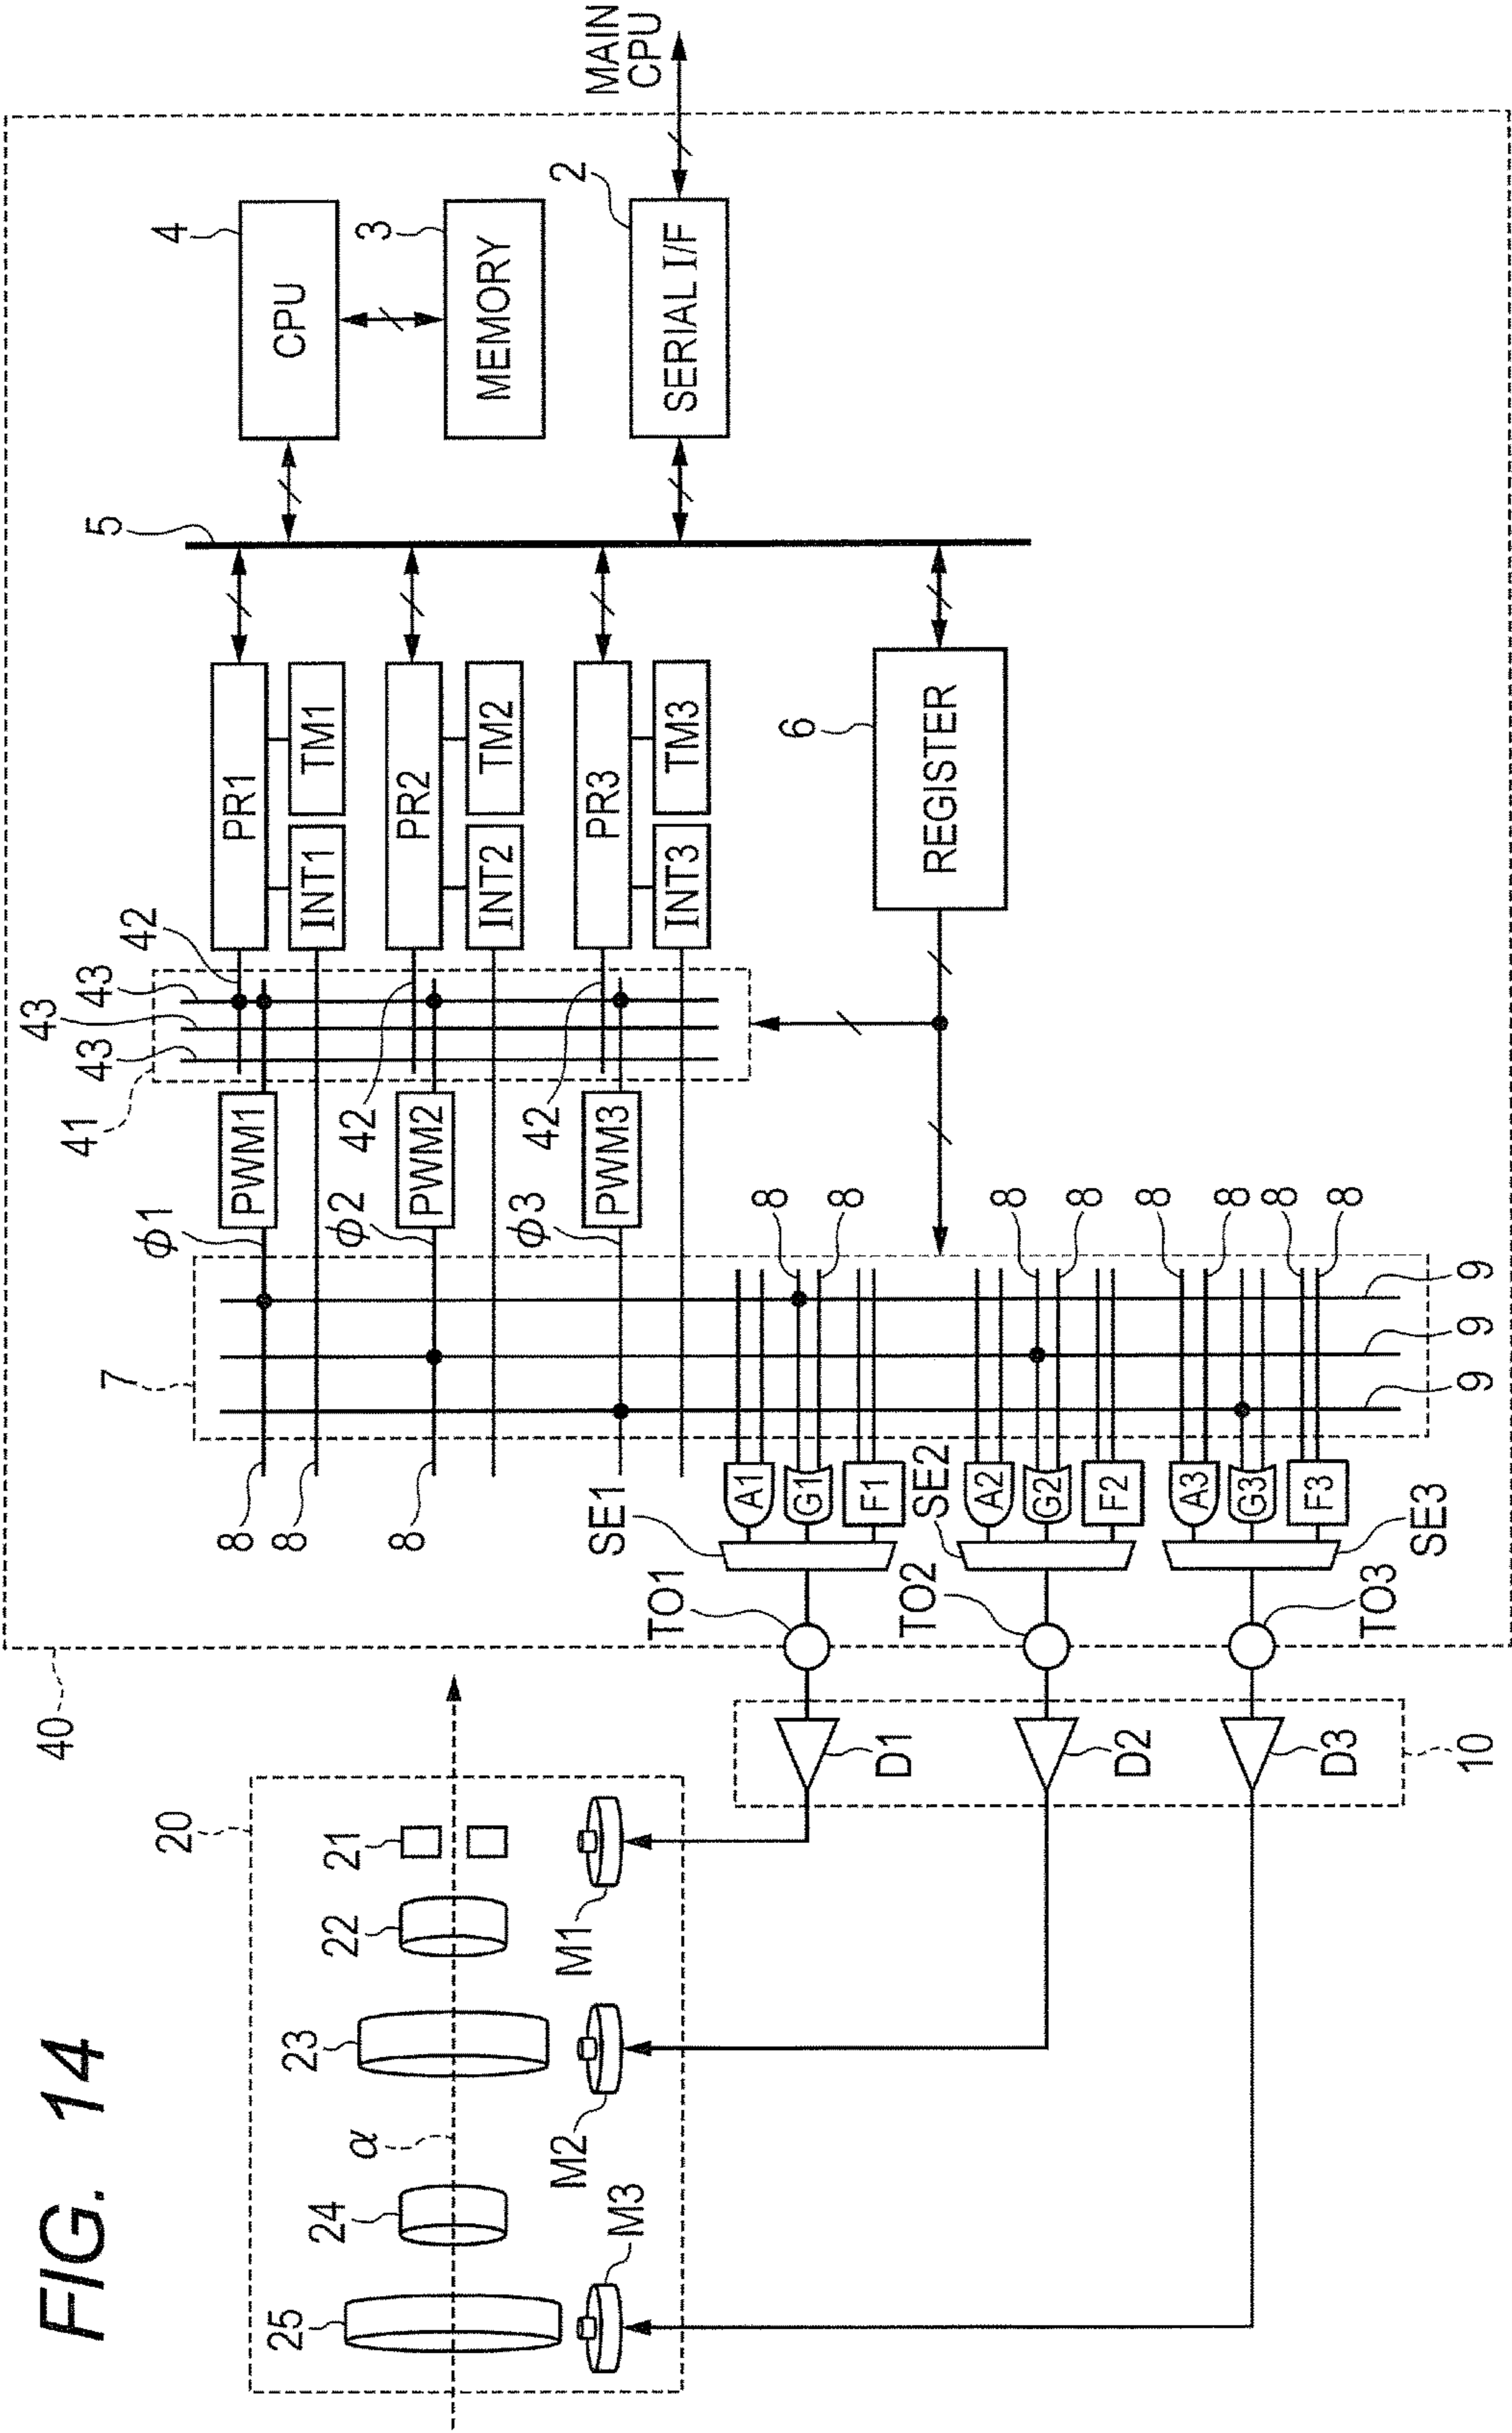 FIG. 14
40
41
43
43
43
7
5
20
φ1
42
4
8
PWM1
PR1
25
23
8
INT1
TM1
CPU
24
22
21
α
φ2
42
3
8
PWM2
PR2
INT2
TM2
MEMORY
φ3
42
2
M2
M1
PWM3
PR3
M3
SE1
INT3
TM3
SERIAL I/F
MAIN
CPU
TO1
A1
8
G1
8
6
F1
D1
REGISTER
TO2
SE2
A2
8
G2
8
D2
F2
8
A3
8
G3
8
D3
F3
8
TO3
SE3
10
9
9
9